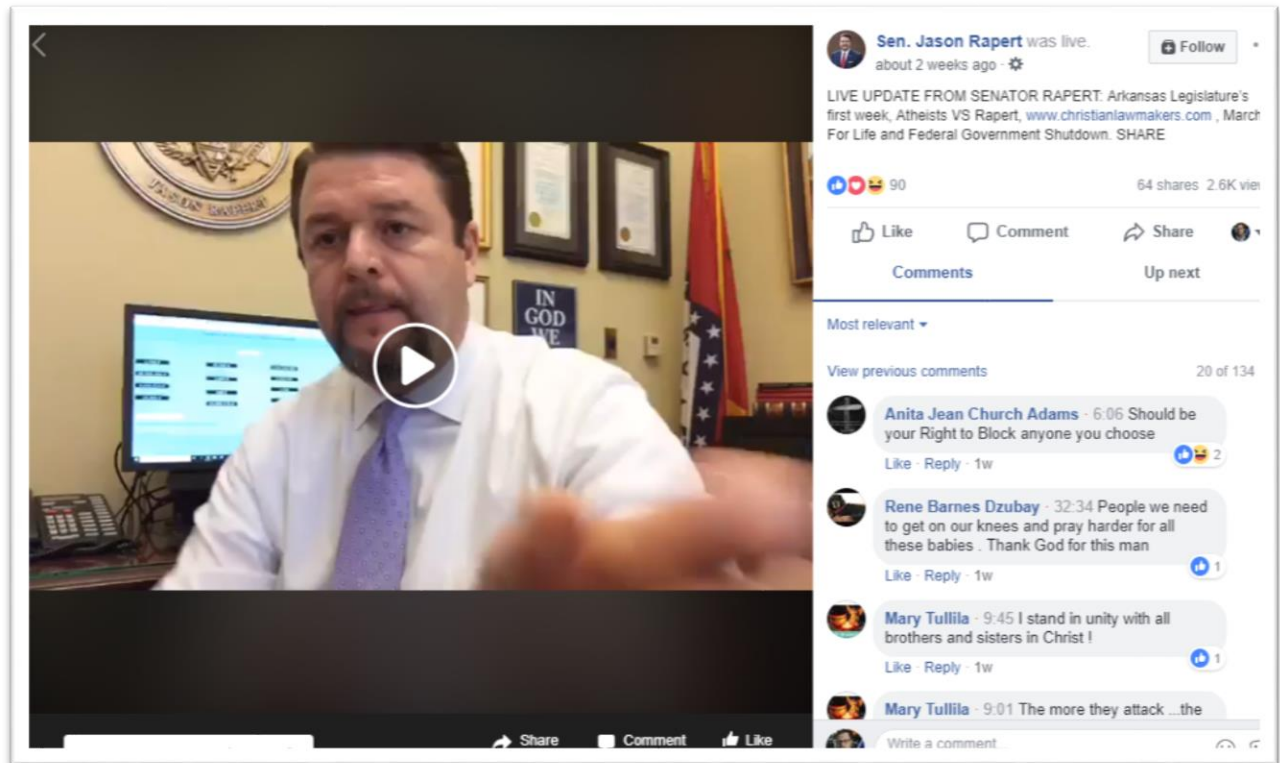 JASON RAPERT
IN
GOD
WE
Sen. Jason Rapert was live.
about 2 weeks ago ·
Follow
LIVE UPDATE FROM SENATOR RAPERT: Arkansas Legislature's
first week, Atheists VS Rapert, www.christianlawmakers.com , March
For Life and Federal Government Shutdown. SHARE
90
64 shares 2.6K vie
Like
Comment
Share
Comments
Up next
Most relevant
View previous comments
20 of 134
Anita Jean Church Adams · 6:06 Should be
your Right to Block anyone you choose
2
Like · Reply · 1w
Rene Barnes Dzubay · 32:34 People we need
to get on our knees and pray harder for all
these babies . Thank God for this man
1
Like · Reply · 1w
Mary Tullila · 9:45 I stand in unity with all
brothers and sisters in Christ !
1
Like · Reply · 1w
Mary Tullila · 9:01 The more they attack ...the
Write a comment...
Share
Comment
Like